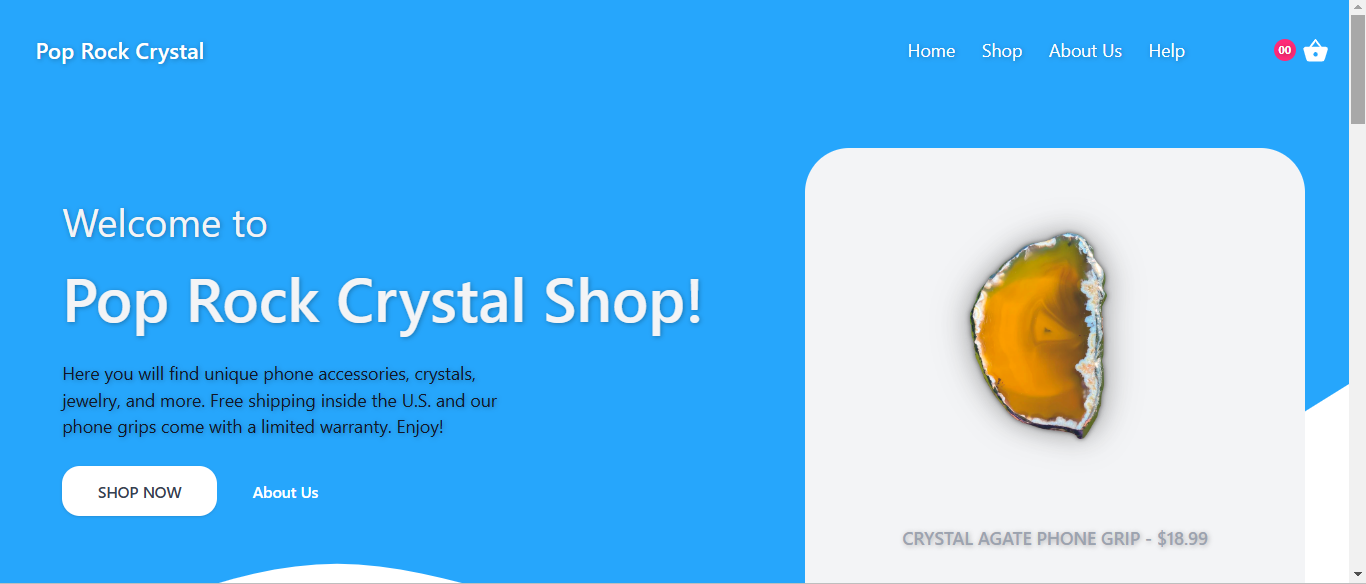 Pop Rock Crystal
Home
Shop
About Us
Help
00
Welcome to
Pop Rock Crystal Shop!
Here you will find unique phone accessories, crystals,
jewelry, and more. Free shipping inside the U.S. and our
phone grips come with a limited warranty. Enjoy!
SHOP NOW
About Us
CRYSTAL AGATE PHONE GRIP - $18.99